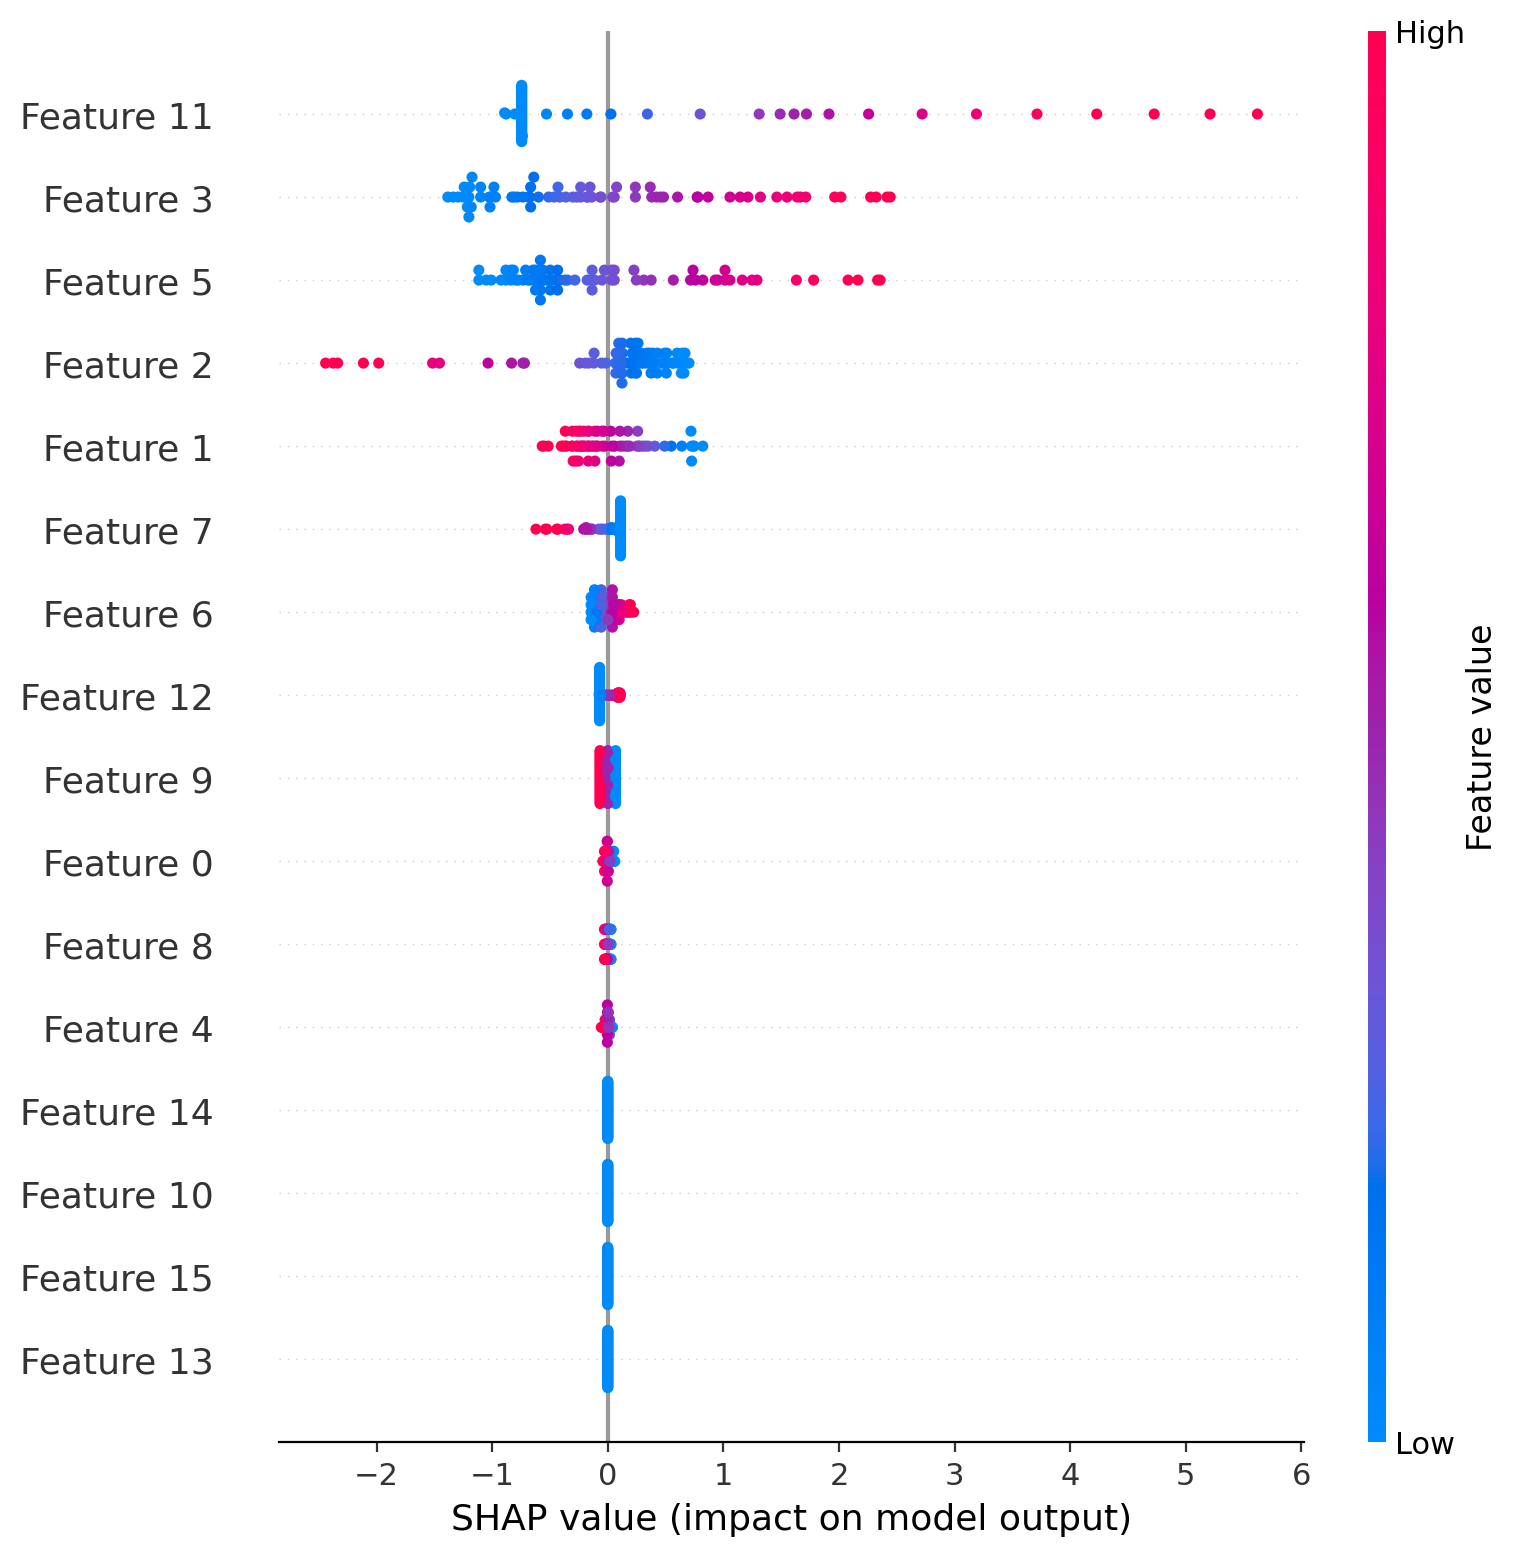 High
Feature 11
Feature 3
Feature 5
Feature 2
Feature 1
Feature 7
Feature 6
Feature 12
Feature 9
Feature 0
Feature 8
Feature 4
Feature 14
Feature 10
Feature 15
Feature 13
Feature value
Low
−2 −1 0 1 2 3 4 5 6
SHAP value (impact on model output)